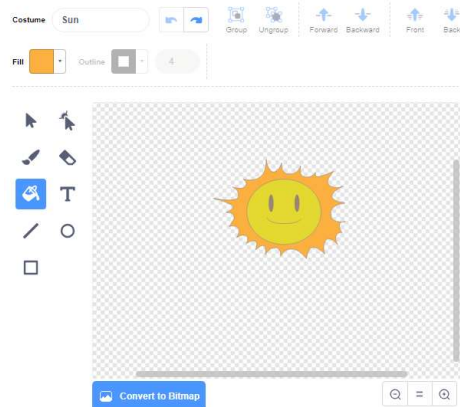 Costume Sun
Group Ungroup Forward Backward Front Back
Fill Outline 4
T
Convert to Bitmap